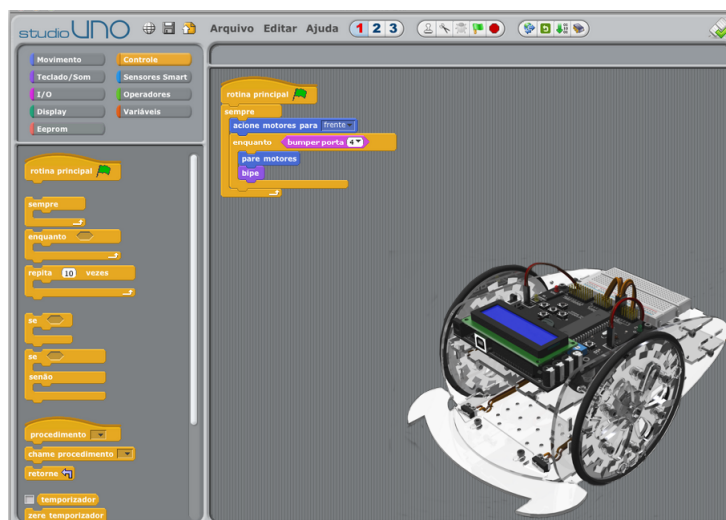 studio UNO
Arquivo Editar Ajuda
1 2 3
Movimento
Controle
Teclado/Som
Sensores Smart
I/O
Operadores
Display
Variáveis
Eeprom
rotina principal
sempre
enquanto
repita 10 vezes
se
se
senão
procedimento
chame procedimento
retorne
temporizador
zere temporizador
rotina principal
sempre
acione motores para frente
enquanto bumper porta 4
pare motores
bipe